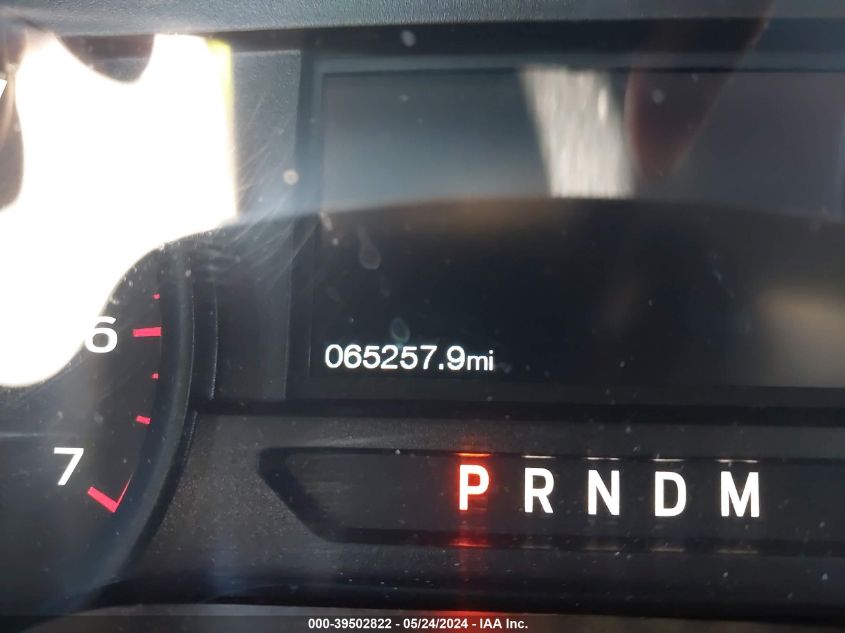 6
065257.9mi
7
P R N D M
000-39502822 - 05/24/2024 - IAA Inc.